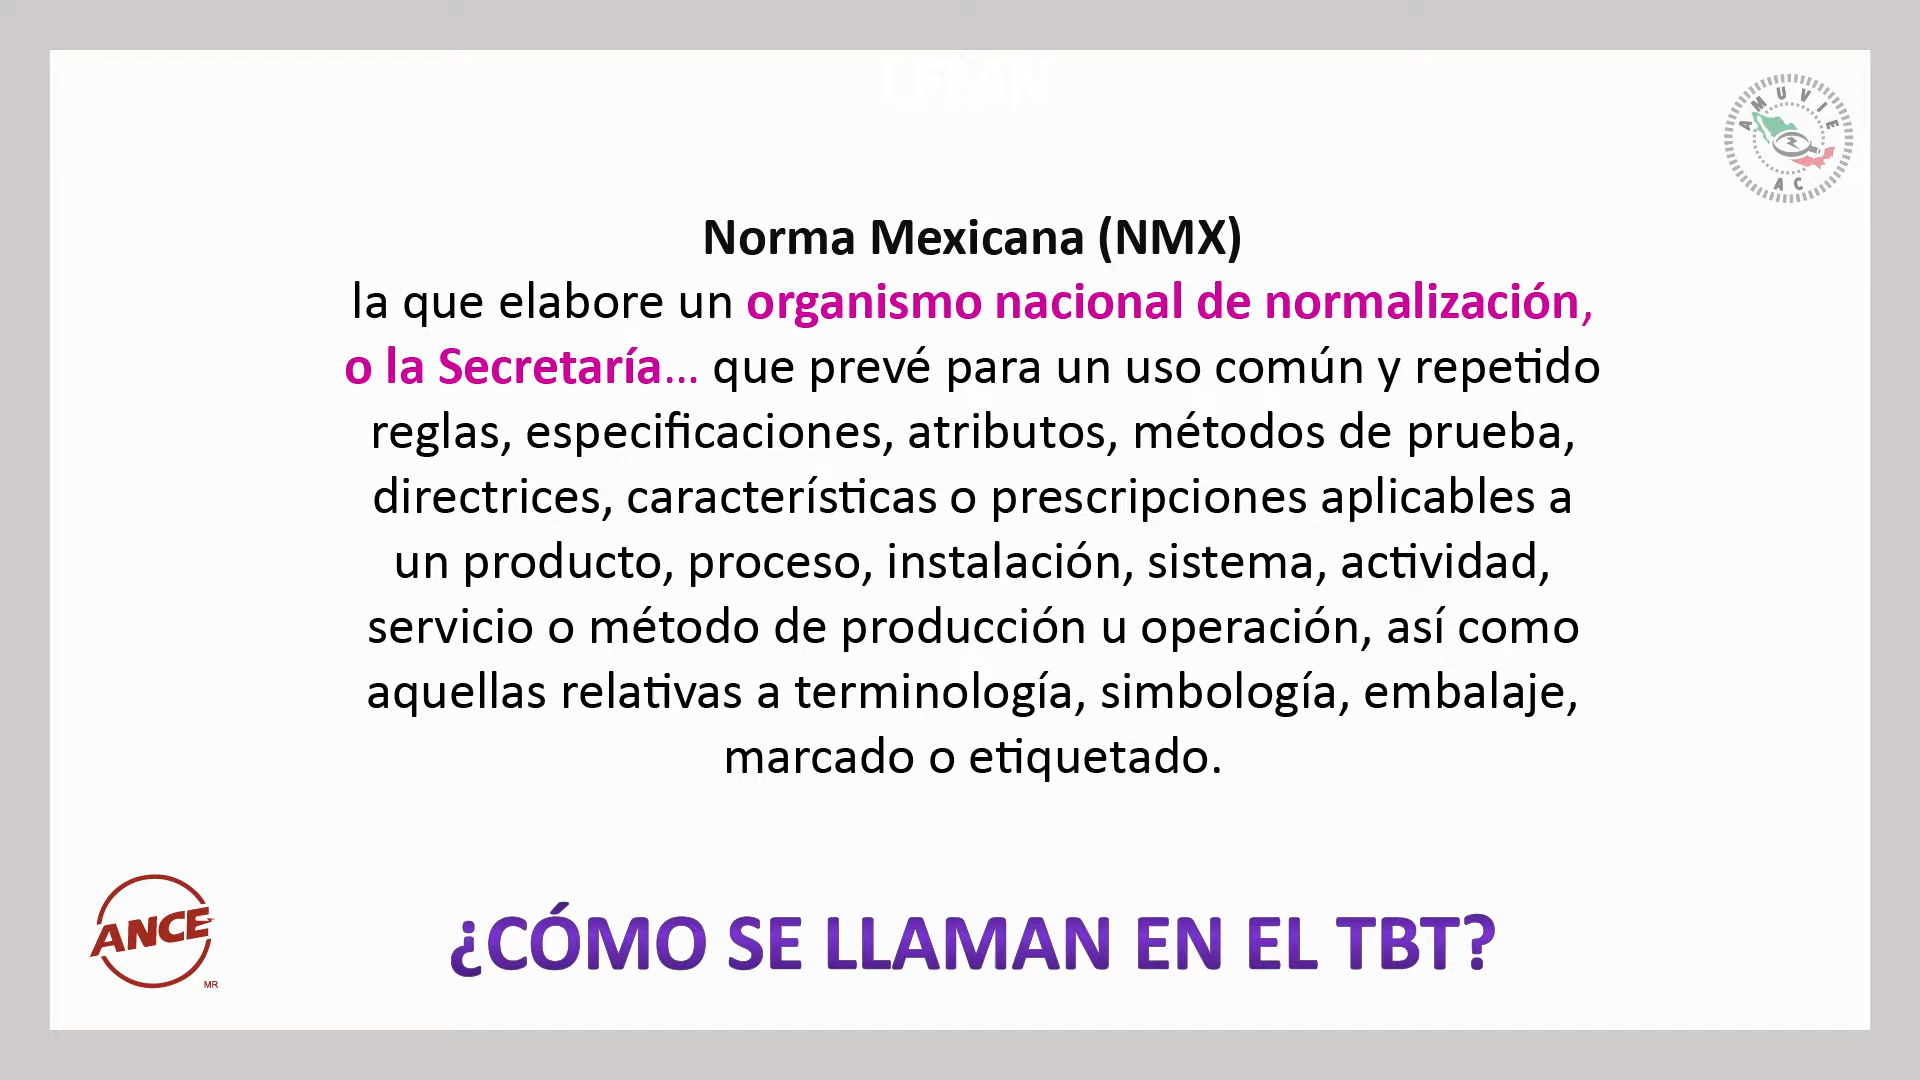 LFMN
AMUVIE
AC
Norma Mexicana (NMX)
la que elabore un organismo nacional de normalización,
o la Secretaría... que prevé para un uso común y repetido
reglas, especificaciones, atributos, métodos de prueba,
directrices, características o prescripciones aplicables a
un producto, proceso, instalación, sistema, actividad,
servicio o método de producción u operación, así como
aquellas relativas a terminología, simbología, embalaje,
marcado o etiquetado.
ANCE
MR
¿CÓMO SE LLAMAN EN EL TBT?